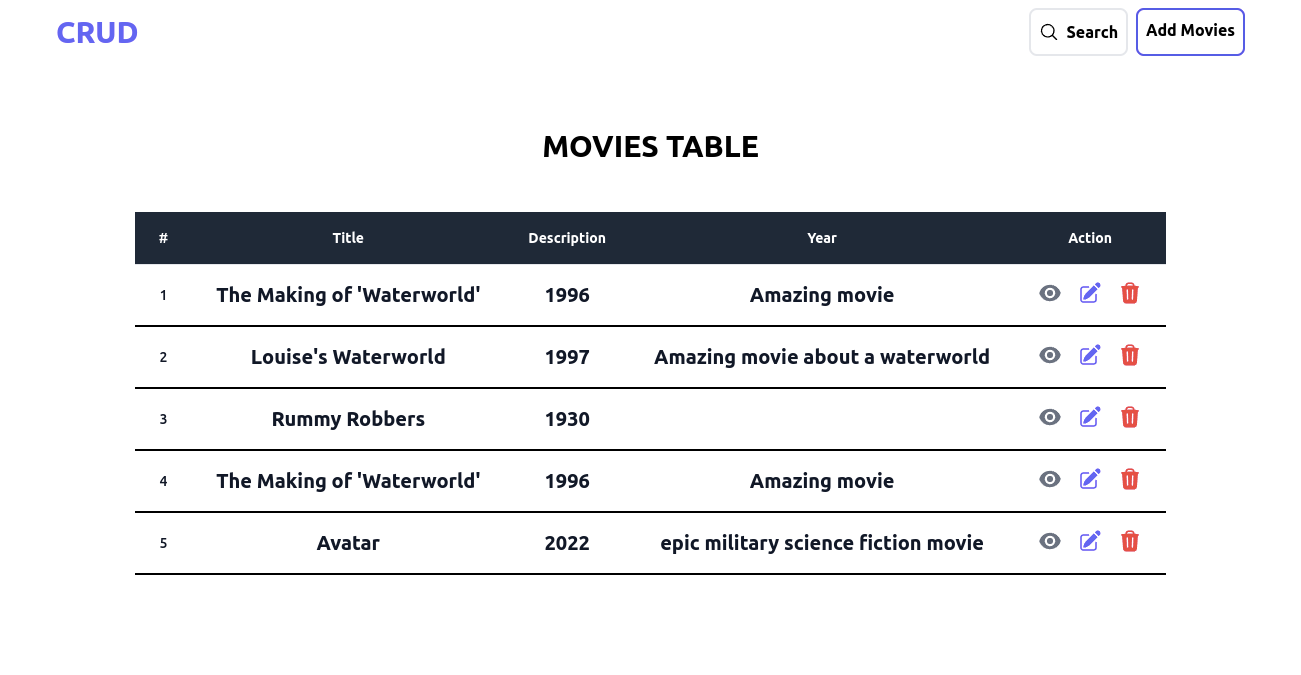 CRUD
Search
Add Movies
MOVIES TABLE
# Title Description Year Action
1 The Making of 'Waterworld' 1996 Amazing movie
2 Louise's Waterworld 1997 Amazing movie about a waterworld
3 Rummy Robbers 1930
4 The Making of 'Waterworld' 1996 Amazing movie
5 Avatar 2022 epic military science fiction movie